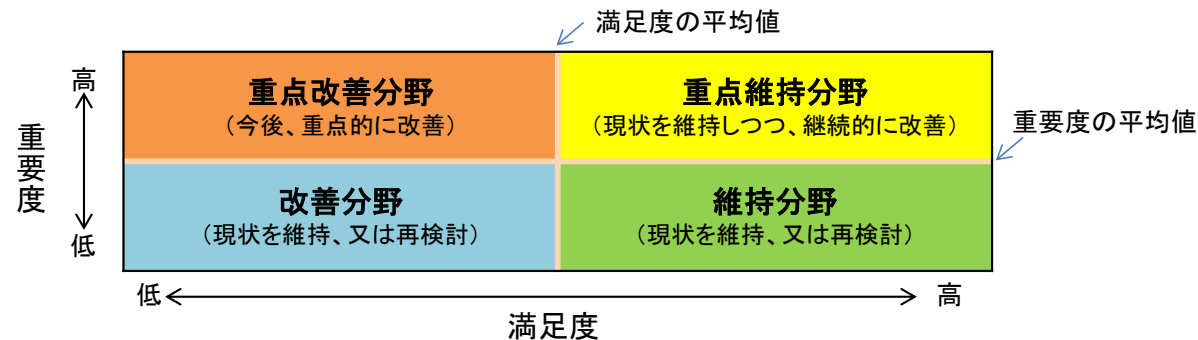 満足度の平均値
高
重要度
低
重点改善分野
（今後、重点的に改善）
重点維持分野
（現状を維持しつつ、継続的に改善）
重要度の平均値
改善分野
（現状を維持、又は再検討）
維持分野
（現状を維持、又は再検討）
低
高
満足度